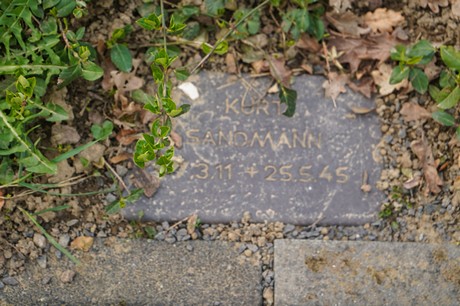 KURT
SANDMANN
3.11 + 25.5.45